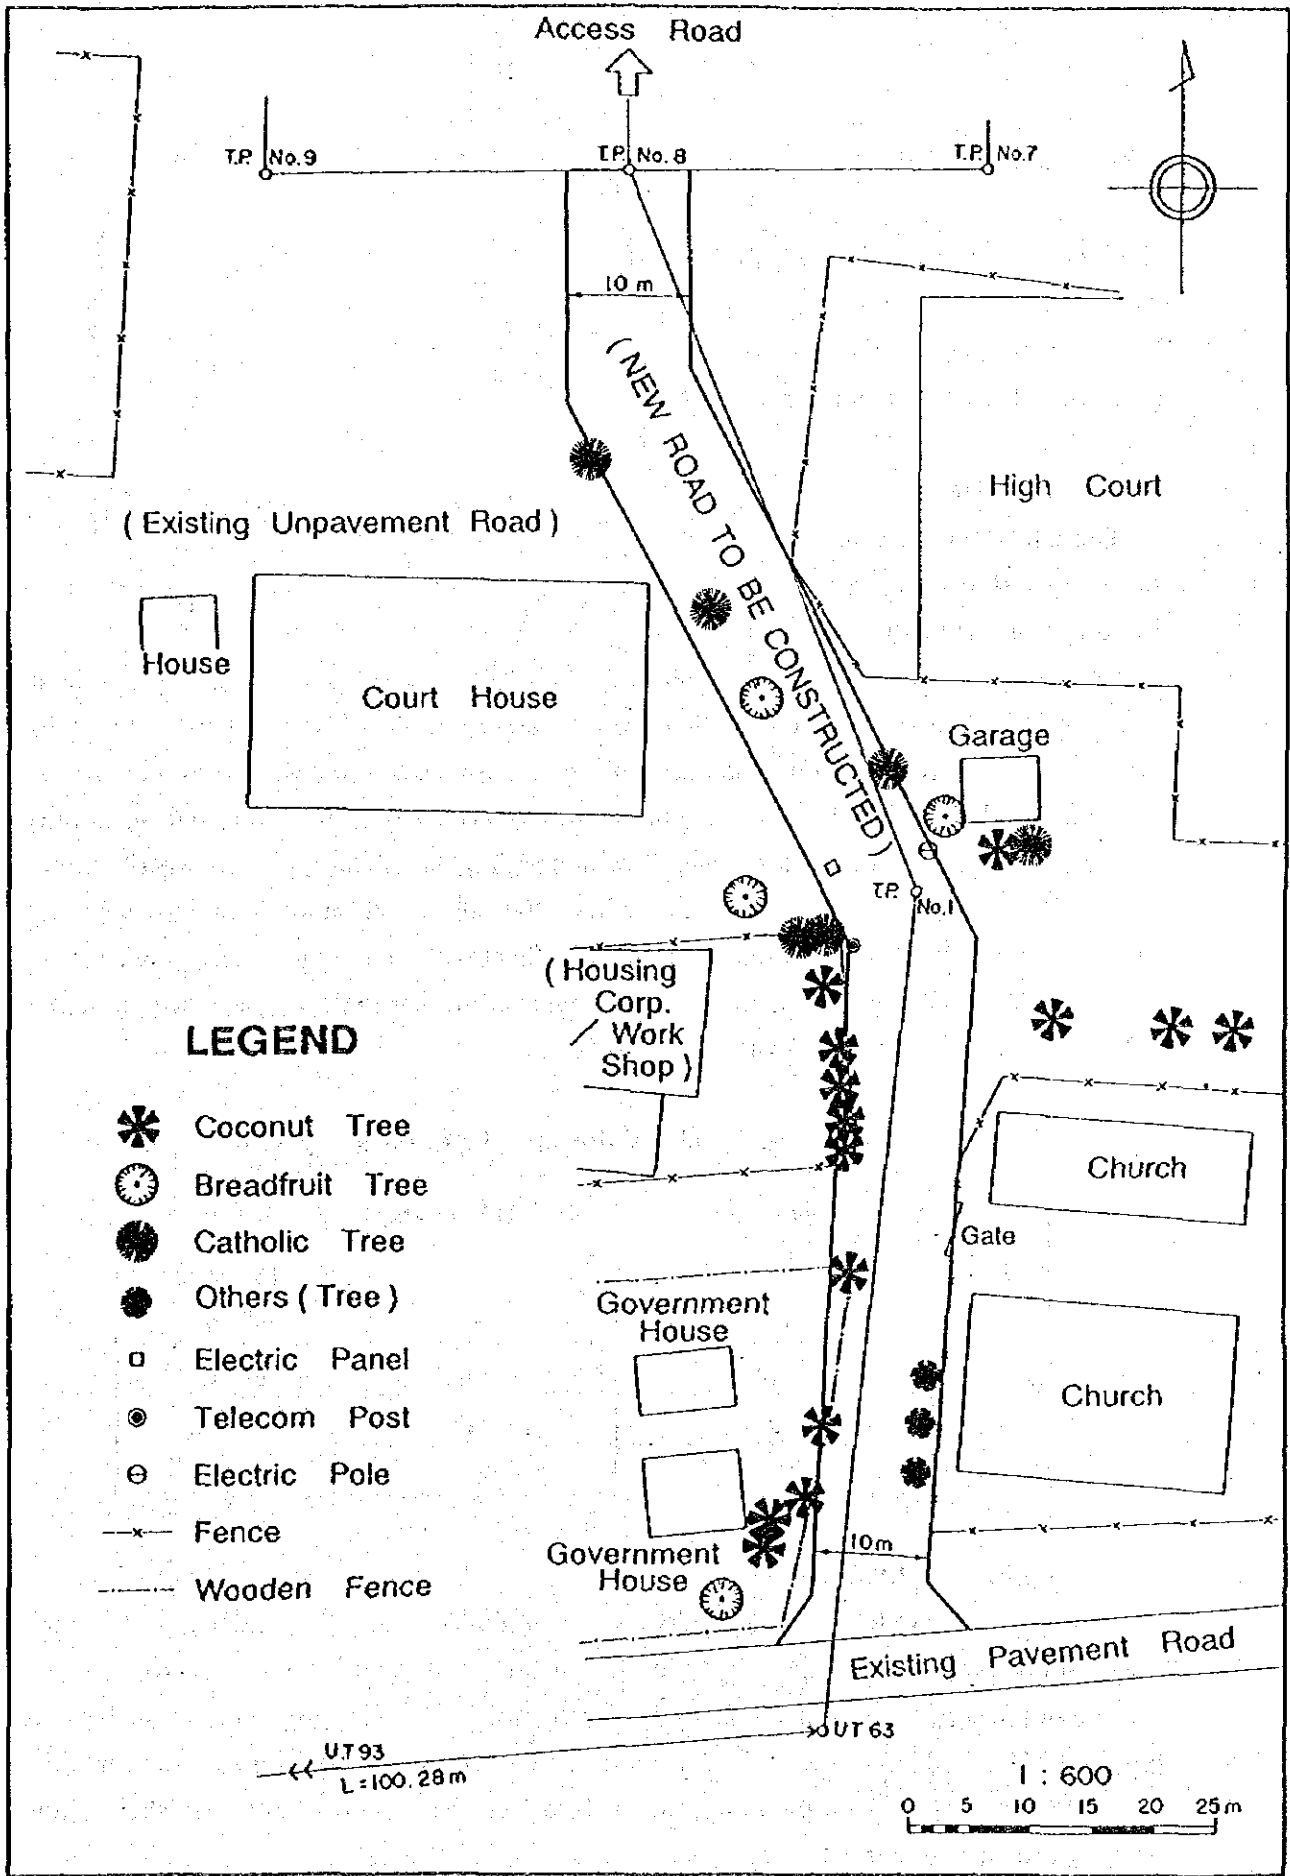 Access Road
T.P. No.9
T.P. No.8
T.P. No.7
10 m
( NEW ROAD TO BE CONSTRUCTED )
High Court
( Existing Unpavement Road )
House
Court House
Garage
T.P. No.1
( Housing
Corp.
Work
Shop )
LEGEND
Coconut Tree
Breadfruit Tree
Catholic Tree
Others ( Tree )
Electric Panel
Telecom Post
Electric Pole
Fence
Wooden Fence
Church
Gate
Government
House
Church
Government
House
10m
Existing Pavement Road
U.T 93
L=100.28m
U.T 63
1 : 600
0 5 10 15 20 25m